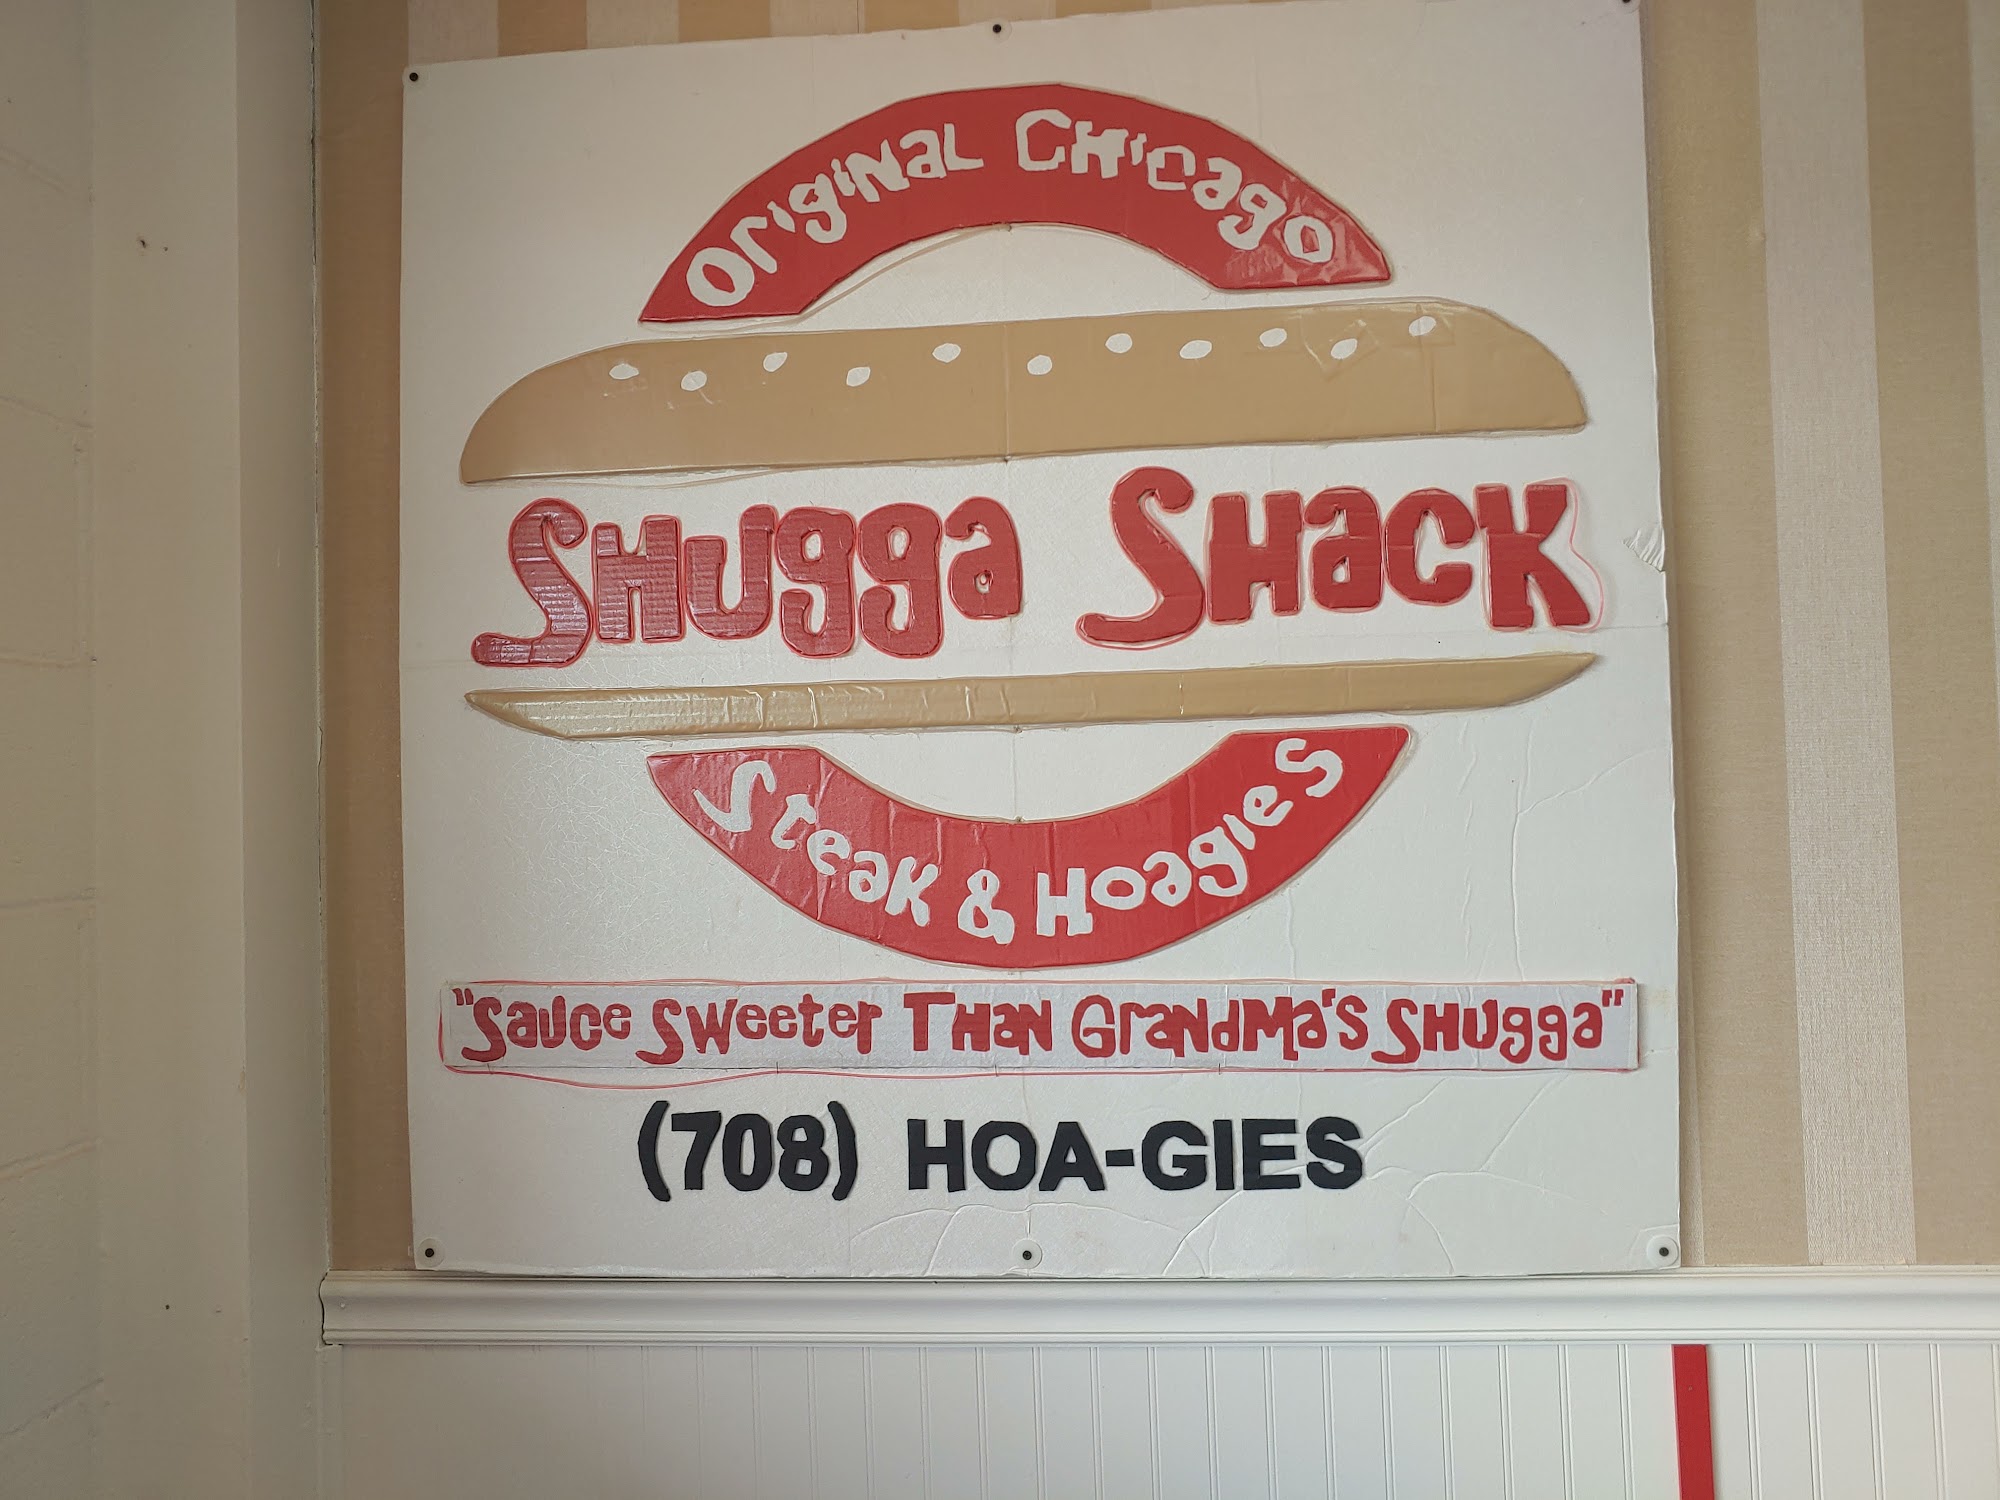 Original Chicago
Shugga Shack
Steak & Hoagies
"Sauce Sweeter Than Grandma's Shugga"
(708) HOA-GIES